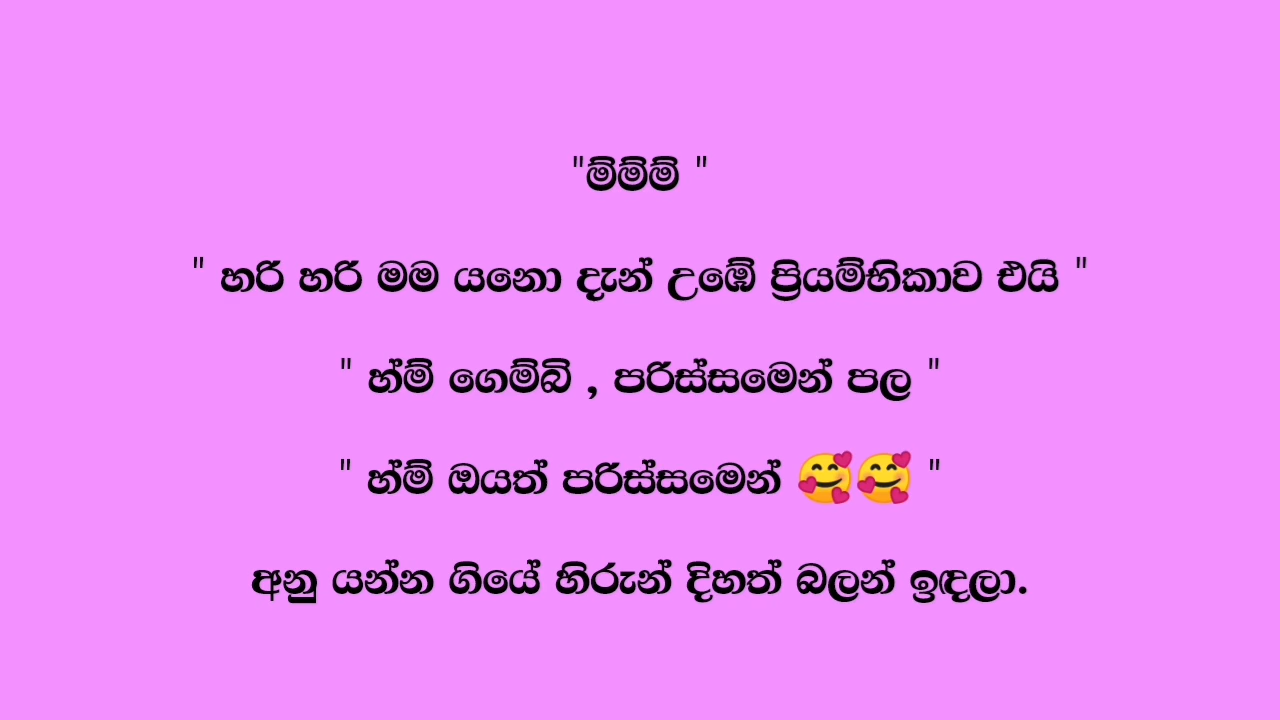 "ම්ම්ම් "
" හරි හරි මම යනො දැන් උඹේ ප්‍රියම්භිකාව එයි "
" හ්ම් ගෙම්බි , පරිස්සමෙන් පල "
" හ්ම් ඔයත් පරිස්සමෙන් 🥰🥰 "
අනු යන්න ගියේ හිරුන් දිහත් බලන් ඉඳලා.